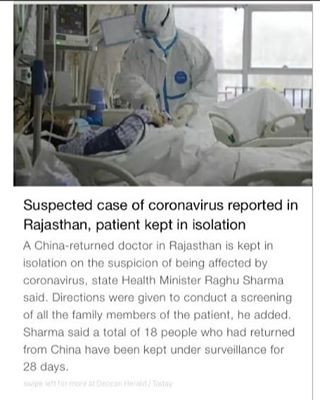 Suspected case of coronavirus reported in
Rajasthan, patient kept in isolation
A China-returned doctor in Rajasthan is kept in
isolation on the suspicion of being affected by
coronavirus, state Health Minister Raghu Sharma
said. Directions were given to conduct a screening
of all the family members of the patient, he added.
Sharma said a total of 18 people who had returned
from China have been kept under surveillance for
28 days.
swipe left for more at Deccan Herald / Today